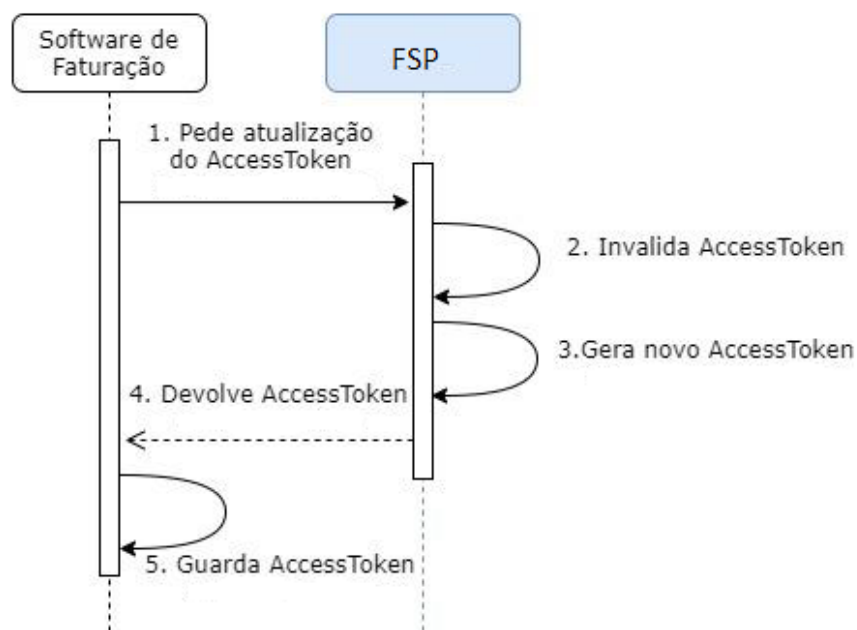 Software de
Faturação
FSP
1. Pede atualização
do AccessToken
2. Invalida AccessToken
3.Gera novo AccessToken
4. Devolve AccessToken
5. Guarda AccessToken